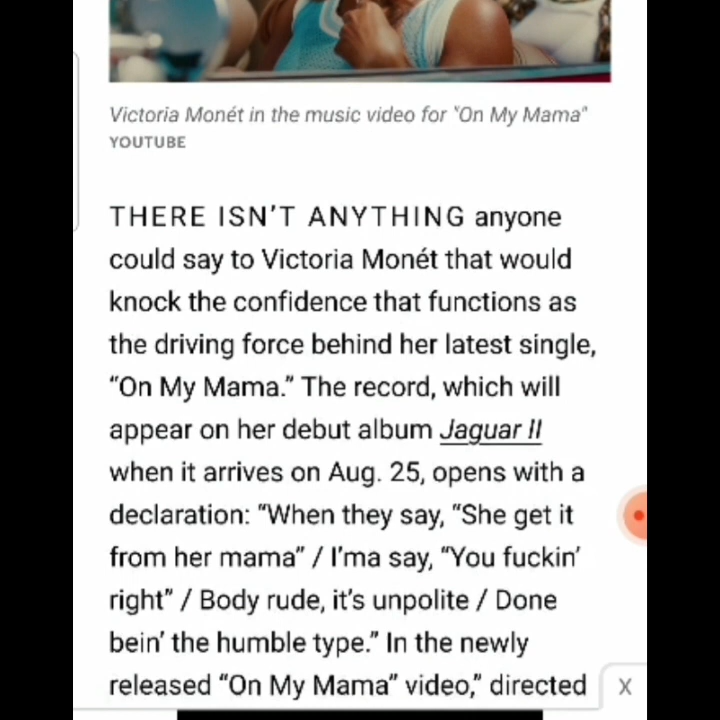 Victoria Monét in the music video for "On My Mama"
YOUTUBE
THERE ISN'T ANYTHING anyone
could say to Victoria Monét that would
knock the confidence that functions as
the driving force behind her latest single,
“On My Mama.” The record, which will
appear on her debut album Jaguar II
when it arrives on Aug. 25, opens with a
declaration: “When they say, “She get it
from her mama” / I’ma say, “You fuckin’
right” / Body rude, it’s unpolite / Done
bein’ the humble type.” In the newly
released “On My Mama” video,” directed
X